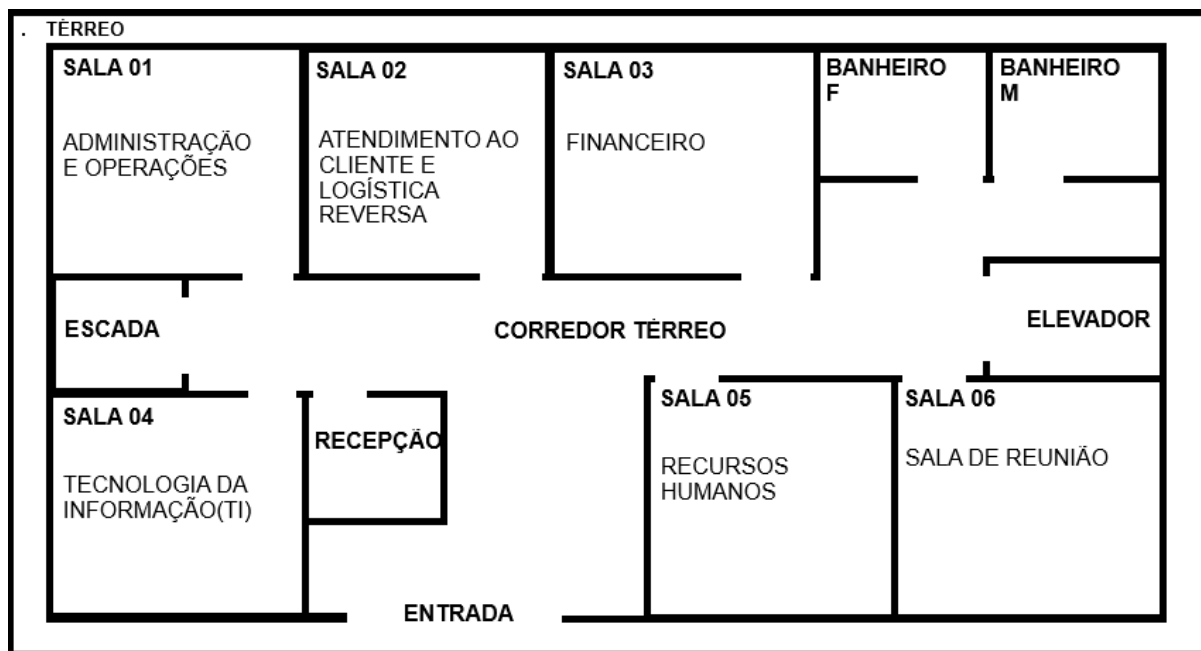 . TÉRREO
SALA 01
ADMINISTRAÇÃO
E OPERAÇÕES
SALA 02
ATENDIMENTO AO
CLIENTE E
LOGÍSTICA
REVERSA
SALA 03
FINANCEIRO
BANHEIRO
F
BANHEIRO
M
ESCADA
CORREDOR TÉRREO
ELEVADOR
SALA 04
TECNOLOGIA DA
INFORMAÇÃO(TI)
RECEPÇÃO
SALA 05
RECURSOS
HUMANOS
SALA 06
SALA DE REUNIÃO
ENTRADA